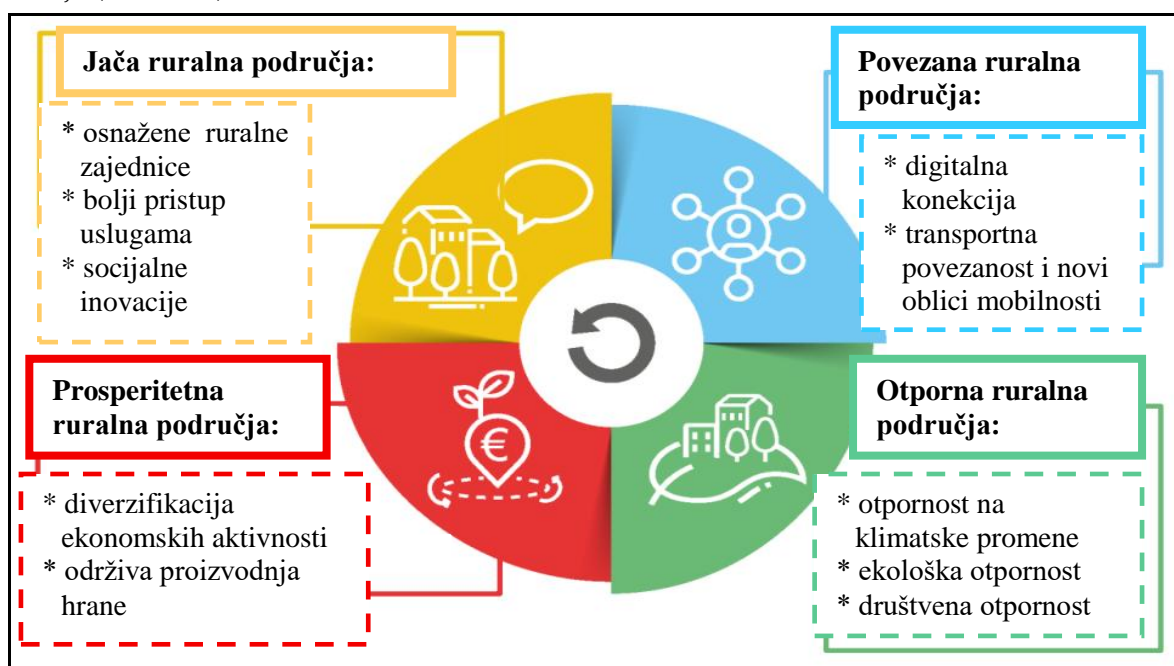 Jača ruralna područja:
* osnažene ruralne
zajednice
* bolji pristup
uslugama
* socijalne
inovacije
Povezana ruralna
područja:
* digitalna
konekcija
* transportna
povezanost i novi
oblici mobilnosti
Prosperitetna
ruralna područja:
* diverzifikacija
ekonomskih aktivnosti
* održiva proizvodnja
hrane
€
Otporna ruralna
područja:
* otpornost na
klimatske promene
* ekološka otpornost
* društvena otpornost